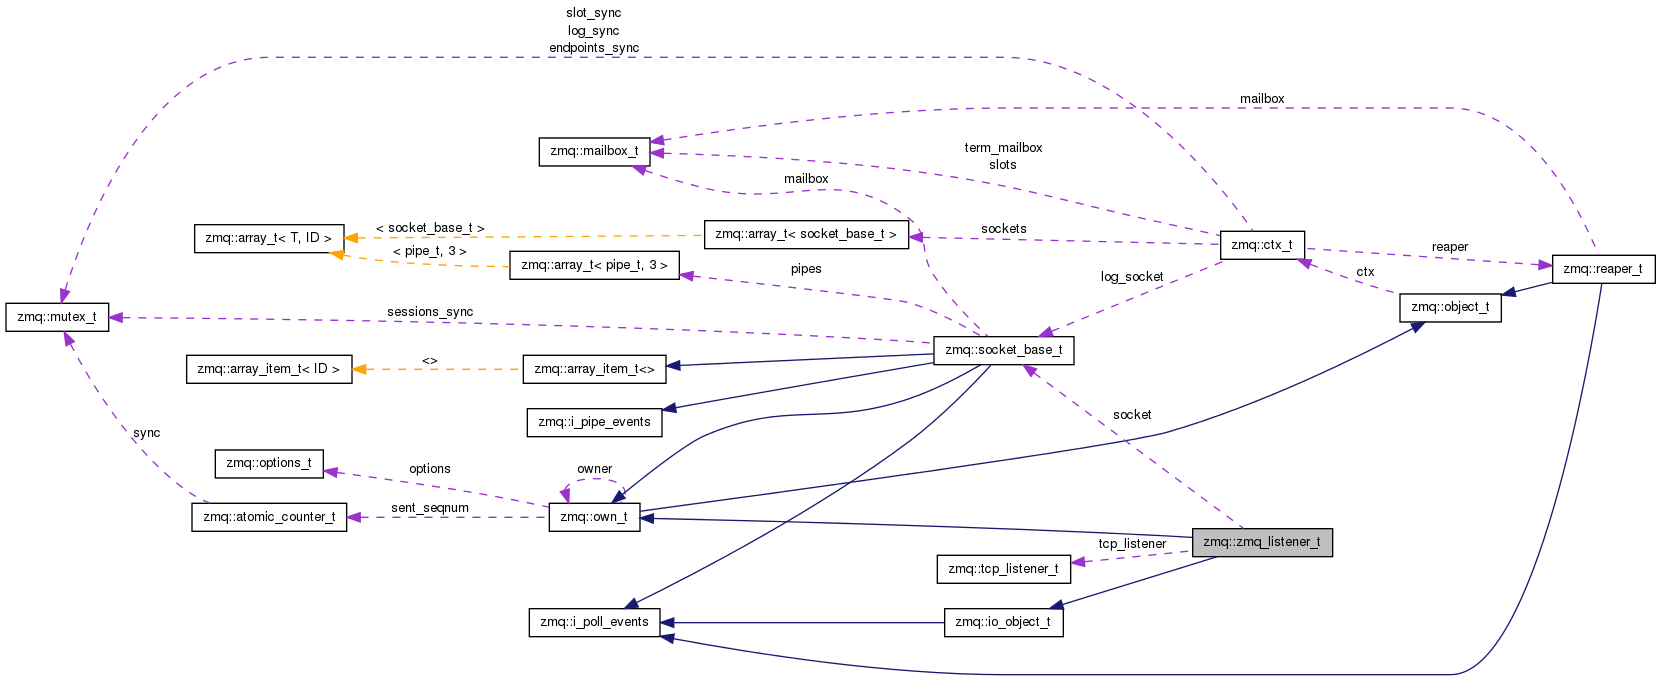 slot_sync
log_sync
endpoints_sync
mailbox
zmq::mailbox_t
term_mailbox
slots
mailbox
zmq::array_t< T, ID >
< socket_base_t >
zmq::array_t< socket_base_t >
sockets
zmq::ctx_t
reaper
< pipe_t, 3 >
zmq::array_t< pipe_t, 3 >
pipes
log_socket
ctx
zmq::reaper_t
zmq::mutex_t
sessions_sync
zmq::object_t
zmq::socket_base_t
zmq::array_item_t< ID >
<>
zmq::array_item_t<>
zmq::i_pipe_events
socket
sync
zmq::options_t
options
owner
zmq::atomic_counter_t
sent_seqnum
zmq::own_t
zmq::zmq_listener_t
tcp_listener
zmq::tcp_listener_t
zmq::i_poll_events
zmq::io_object_t